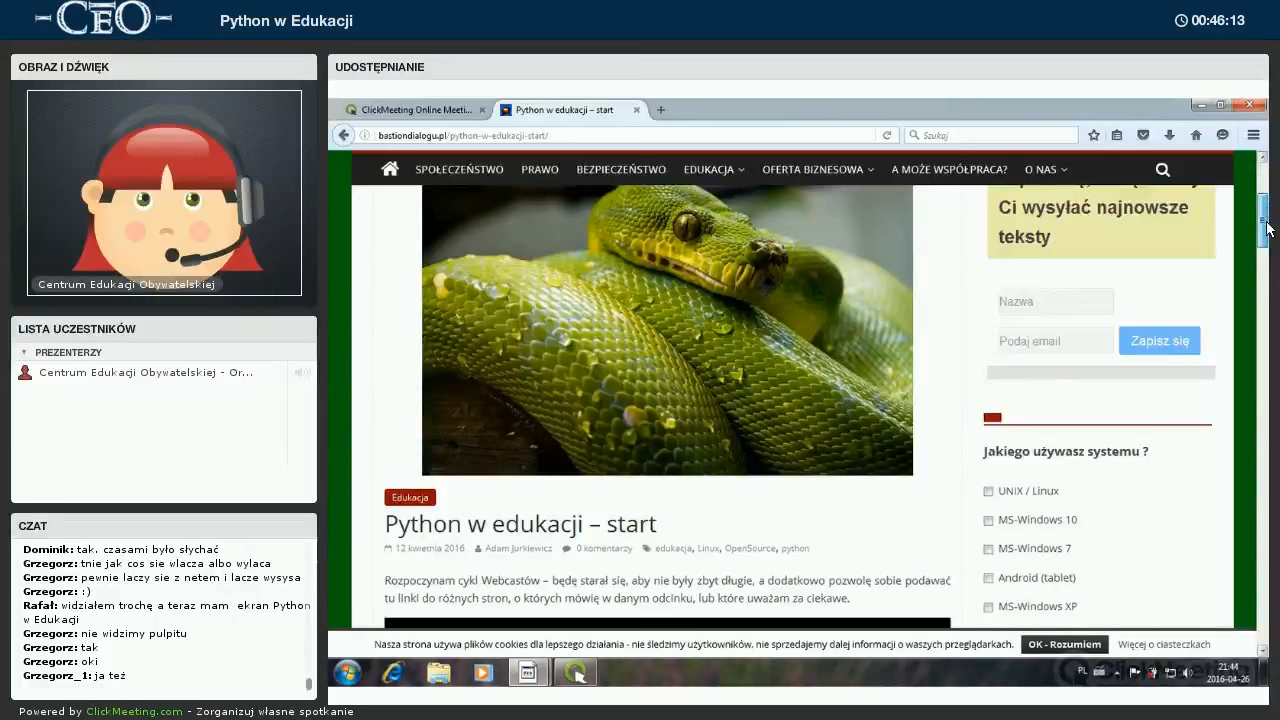 CEO
Python w Edukacji
00:46:13
OBRAZ I DŹWIĘK
Centrum Edukacji Obywatelskiej
LISTA UCZESTNIKÓW
PREZENTERZY
Centrum Edukacji Obywatelskiej - Or...
CZAT
Dominik: tak. czasami było słychać
Grzegorz: tnie jak cos sie wlacza albo wylaca
Grzegorz: pewnie laczy sie z netem i lacze wysysa
Grzegorz: :)
Rafał: widziałem trochę a teraz mam ekran Python
w Edukacji
Grzegorz: nie widzimy pulpitu
Grzegorz: tak
Grzegorz: oki
Grzegorz_1: ja też
Powered by ClickMeeting.com - Zorganizuj własne spotkanie
UDOSTĘPNIANIE
ClickMeeting Online Meeti...
Python w edukacji – start
bastiondialogu.pl/python-w-edukacji-start/
Szukaj
SPOŁECZEŃSTWO PRAWO BEZPIECZEŃSTWO EDUKACJA OFERTA BIZNESOWA A MOŻE WSPÓŁPRACA? O NAS
Ci wysyłać najnowsze
teksty
Nazwa
Podaj email
Zapisz się
Jakiego używasz systemu ?
UNIX / Linux
MS-Windows 10
MS-Windows 7
Android (tablet)
MS-Windows XP
Edukacja
Python w edukacji – start
12 kwietnia 2016 Adam Jurkiewicz 0 komentarzy edukacja, Linux, OpenSource, python
Rozpoczynam cykl Webcastów – będę starał się, aby nie były zbyt długie, a dodatkowo pozwolę sobie podawać
tu linki do różnych stron, o których mówię w danym odcinku, lub które uważam za ciekawe.
Nasza strona używa plików cookies dla lepszego działania - nie śledzimy użytkowników. nie sprzedajemy dalej informacji o waszych przeglądarkach.
OK - Rozumiem
Więcej o ciasteczkach
PL
21:44
2016-04-26